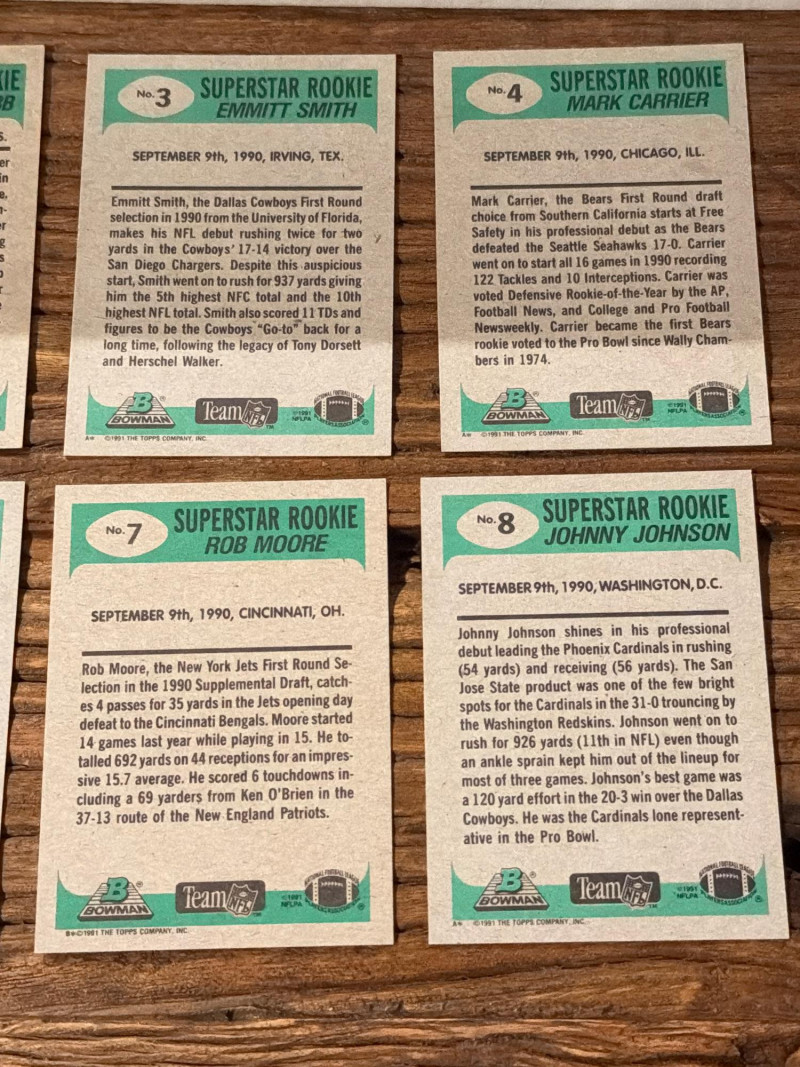 KIE
BB
S.
er
in
e.
n-
er
g
s
o
r
e
No. 3 SUPERSTAR ROOKIE
EMMITT SMITH
SEPTEMBER 9th, 1990, IRVING, TEX.
Emmitt Smith, the Dallas Cowboys First Round
selection in 1990 from the University of Florida,
makes his NFL debut rushing twice for two
yards in the Cowboys' 17-14 victory over the
San Diego Chargers. Despite this auspicious
start, Smith went on to rush for 937 yards giving
him the 5th highest NFC total and the 10th
highest NFL total. Smith also scored 11 TDs and
figures to be the Cowboys "Go-to" back for a
long time, following the legacy of Tony Dorsett
and Herschel Walker.
B BOWMAN ® Team NFL ™ ©1991 NFLPA
A* ©1991 THE TOPPS COMPANY, INC.
No. 4 SUPERSTAR ROOKIE
MARK CARRIER
SEPTEMBER 9th, 1990, CHICAGO, ILL.
Mark Carrier, the Bears First Round draft
choice from Southern California starts at Free
Safety in his professional debut as the Bears
defeated the Seattle Seahawks 17-0. Carrier
went on to start all 16 games in 1990 recording
122 Tackles and 10 Interceptions. Carrier was
voted Defensive Rookie-of-the-Year by the AP,
Football News, and College and Pro Football
Newsweekly. Carrier became the first Bears
rookie voted to the Pro Bowl since Wally Cham-
bers in 1974.
B BOWMAN ® Team NFL ™ ©1991 NFLPA
A* ©1991 THE TOPPS COMPANY, INC.
No. 7 SUPERSTAR ROOKIE
ROB MOORE
SEPTEMBER 9th, 1990, CINCINNATI, OH.
Rob Moore, the New York Jets First Round Se-
lection in the 1990 Supplemental Draft, catch-
es 4 passes for 35 yards in the Jets opening day
defeat to the Cincinnati Bengals. Moore started
14 games last year while playing in 15. He to-
talled 692 yards on 44 receptions for an impres-
sive 15.7 average. He scored 6 touchdowns in-
cluding a 69 yarders from Ken O'Brien in the
37-13 route of the New England Patriots.
B BOWMAN ® Team NFL ™ ©1991 NFLPA
B*©1991 THE TOPPS COMPANY, INC.
No. 8 SUPERSTAR ROOKIE
JOHNNY JOHNSON
SEPTEMBER 9th, 1990, WASHINGTON, D.C.
Johnny Johnson shines in his professional
debut leading the Phoenix Cardinals in rushing
(54 yards) and receiving (56 yards). The San
Jose State product was one of the few bright
spots for the Cardinals in the 31-0 trouncing by
the Washington Redskins. Johnson went on to
rush for 926 yards (11th in NFL) even though
an ankle sprain kept him out of the lineup for
most of three games. Johnson's best game was
a 120 yard effort in the 20-3 win over the Dallas
Cowboys. He was the Cardinals lone represent-
ative in the Pro Bowl.
B BOWMAN ® Team NFL ™ ©1991 NFLPA
A* ©1991 THE TOPPS COMPANY, INC.